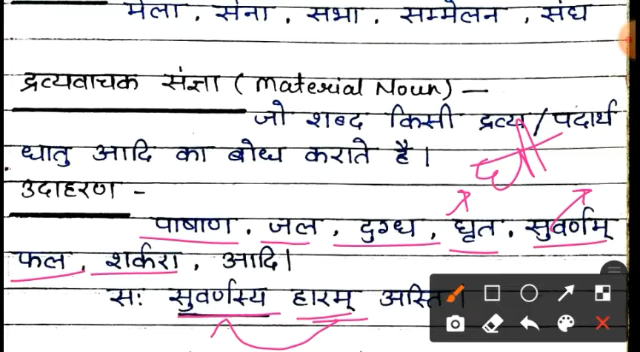 मेला, सेना, सभा, सम्मेलन, संघ
द्रव्यवाचक संज्ञा (Material Noun) —
जो शब्द किसी द्रव्य/पदार्थ
धातु आदि का बोध कराते है।
उदाहरण -
पाषाण, जल, दुग्ध, घृत, सुवर्णम्
फल, शर्करा, आदि।
सः सुवर्णस्य हारम् अस्ति।